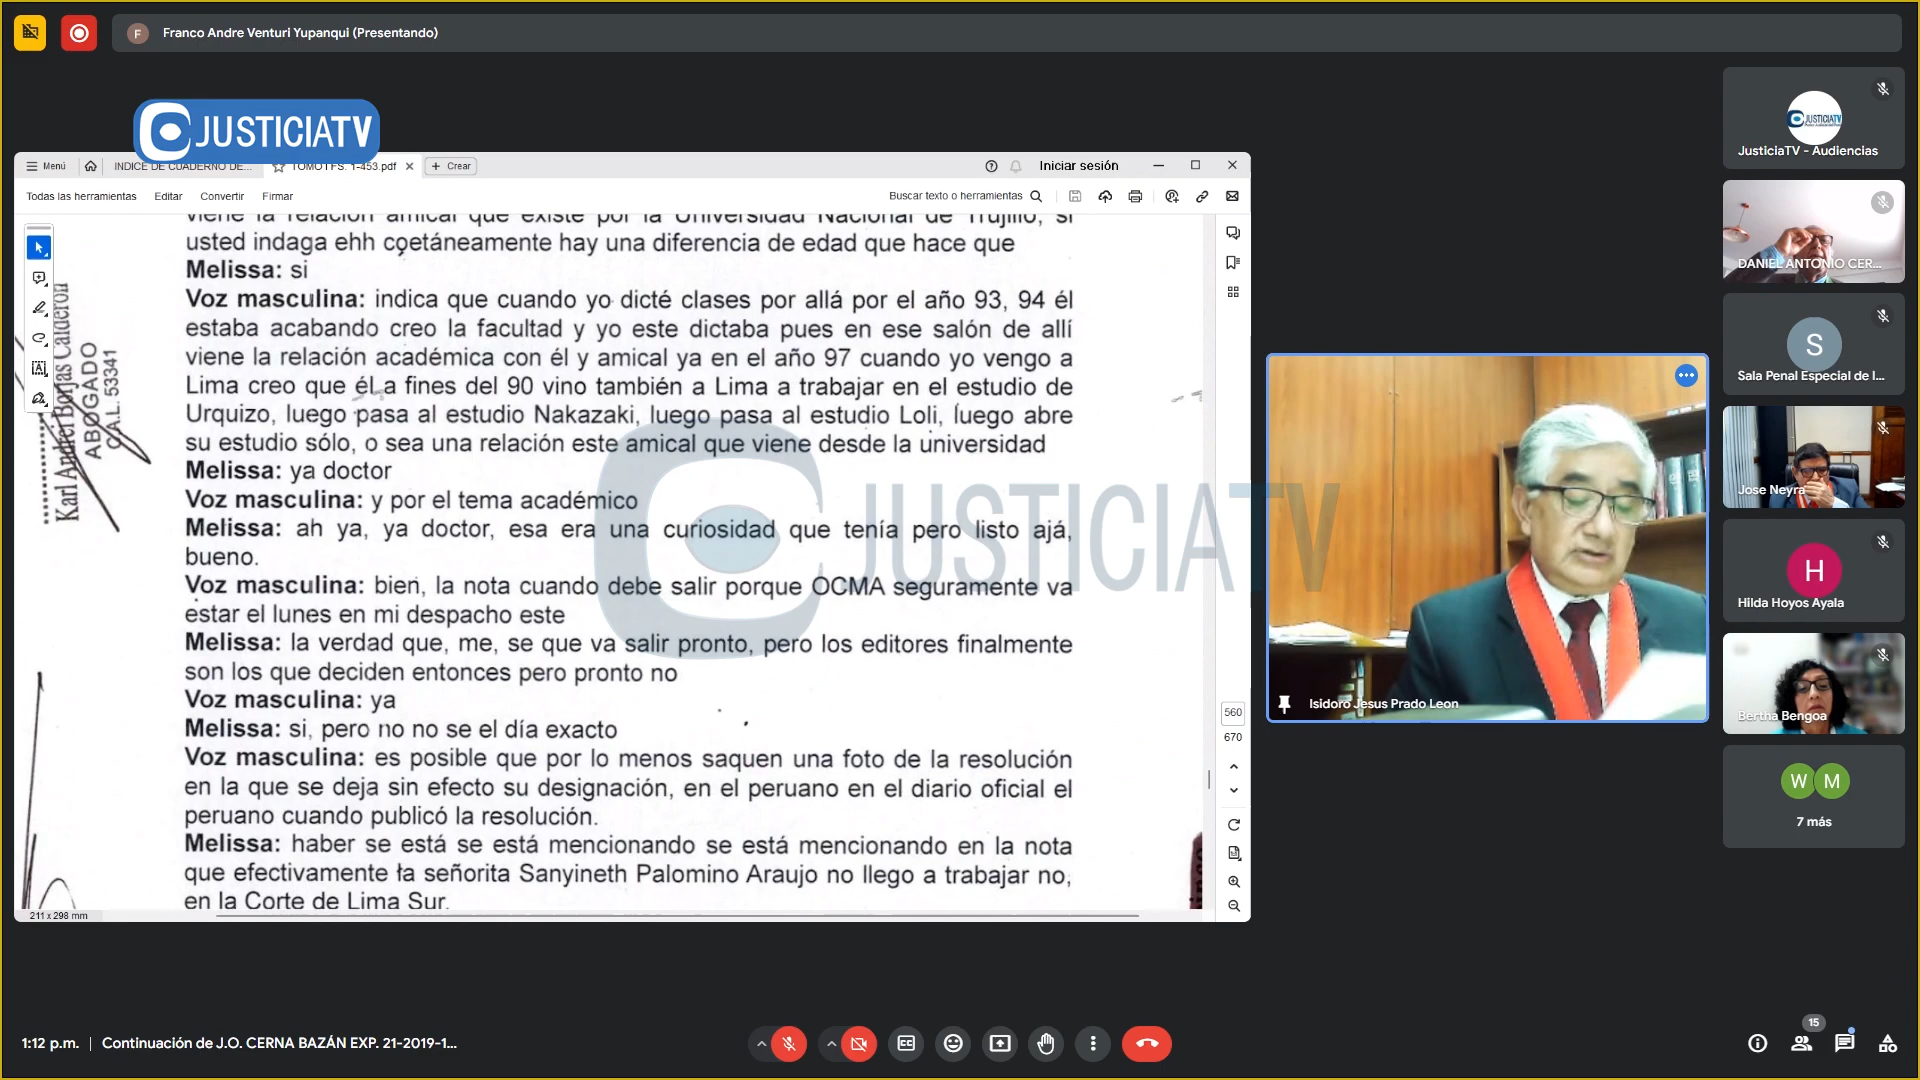 F Franco Andre Venturi Yupanqui (Presentando)
JUSTICIATV
Menú
INDICE DE CUADERNO DE...
TOMO I FS. 1-453.pdf
Crear
Iniciar sesión
Todas las herramientas Editar Convertir Firmar
Buscar texto o herramientas
viene la relación amical que existe por la Universidad Nacional de Trujillo, si
usted indaga ehh coetáneamente hay una diferencia de edad que hace que
Melissa: si
Voz masculina: indica que cuando yo dicté clases por allá por el año 93, 94 él
estaba acabando creo la facultad y yo este dictaba pues en ese salón de allí
viene la relación académica con él y amical ya en el año 97 cuando yo vengo a
Lima creo que él a fines del 90 vino también a Lima a trabajar en el estudio de
Urquizo, luego pasa al estudio Nakazaki, luego pasa al estudio Loli, luego abre
su estudio sólo, o sea una relación este amical que viene desde la universidad
Melissa: ya doctor
Voz masculina: y por el tema académico
Melissa: ah ya, ya doctor, esa era una curiosidad que tenía pero listo ajá,
bueno.
Voz masculina: bien, la nota cuando debe salir porque OCMA seguramente va
estar el lunes en mi despacho este
Melissa: la verdad que, me, se que va salir pronto, pero los editores finalmente
son los que deciden entonces pero pronto no
Voz masculina: ya
Melissa: si, pero no no se el día exacto
Voz masculina: es posible que por lo menos saquen una foto de la resolución
en la que se deja sin efecto su designación, en el peruano en el diario oficial el
peruano cuando publicó la resolución.
Melissa: haber se está se está mencionando se está mencionando en la nota
que efectivamente la señorita Sanyineth Palomino Araujo no llego a trabajar no,
en la Corte de Lima Sur.
Karl Andrei Borjas Calderón
ABOGADO
C.A.L. 53341
JUSTICIATV
560
670
211 x 298 mm
Isidoro Jesus Prado Leon
JUSTICIATV
JusticiaTV - Audiencias
DANIEL ANTONIO CER...
S
Sala Penal Especial de l...
Jose Neyra
H
Hilda Hoyos Ayala
Bertha Bengoa
W M
7 más
1:12 p.m. | Continuación de J.O. CERNA BAZÁN EXP. 21-2019-1...
15